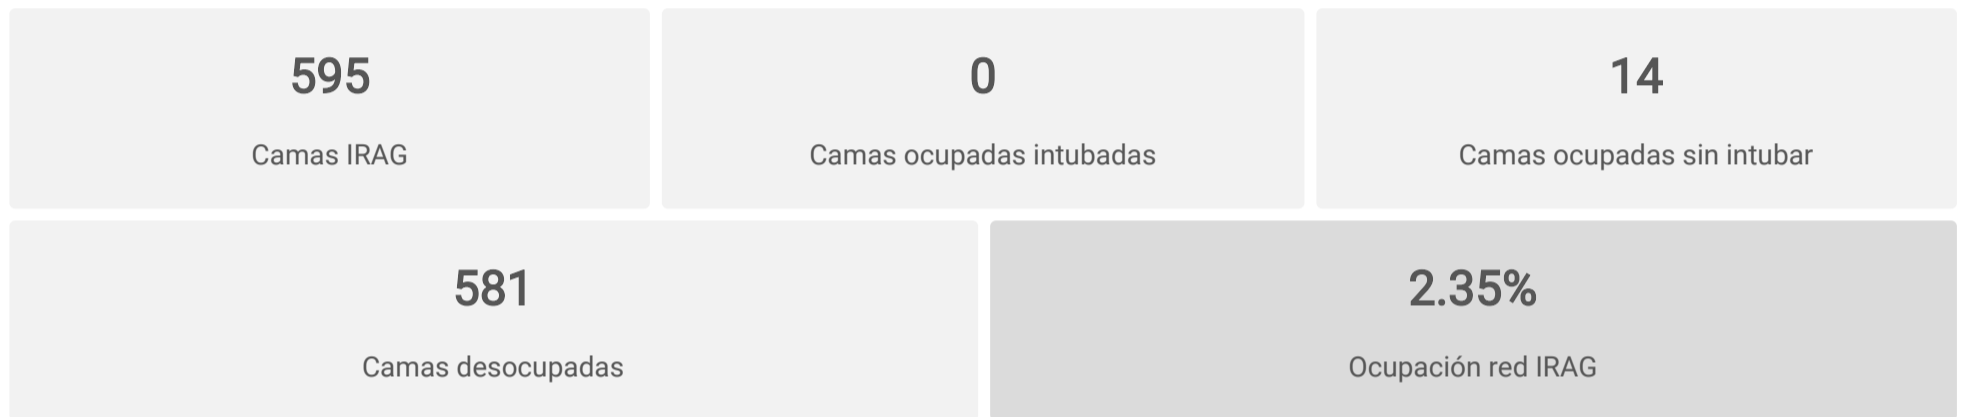 595
Camas IRAG
0
Camas ocupadas intubadas
14
Camas ocupadas sin intubar
581
Camas desocupadas
2.35%
Ocupación red IRAG